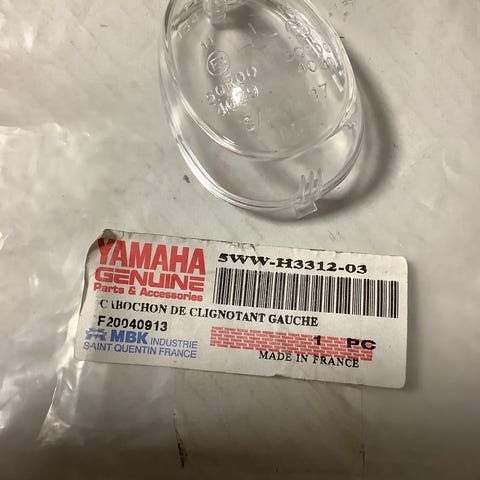 YAMAHA
GENUINE
Parts & Accessories
5WW-H3312-03
CABOCHON DE CLIGNOTANT GAUCHE
F20040913
MBK INDUSTRIE
SAINT QUENTIN FRANCE
1 PC
MADE IN FRANCE